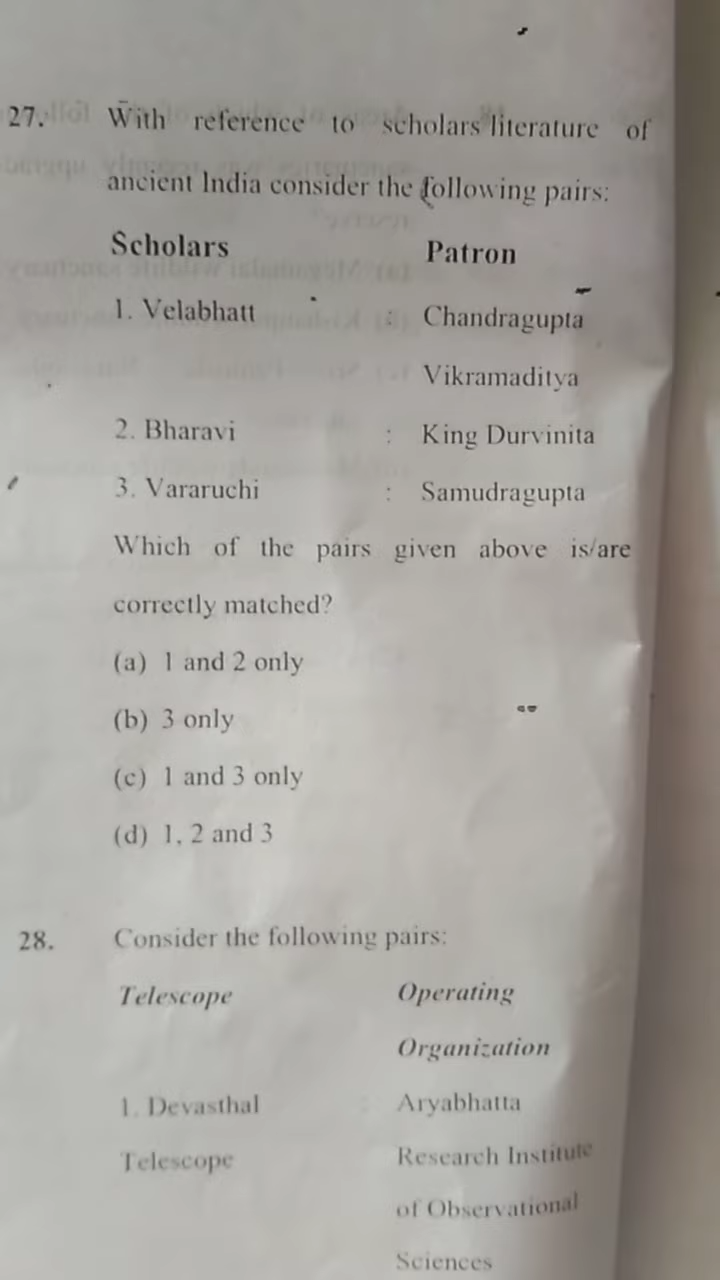 27. With reference to scholars literature of
ancient India consider the following pairs:
Scholars Patron
1. Velabhatt : Chandragupta
Vikramaditya
2. Bharavi : King Durvinita
3. Vararuchi : Samudragupta
Which of the pairs given above is/are
correctly matched?
(a) 1 and 2 only
(b) 3 only
(c) 1 and 3 only
(d) 1, 2 and 3
28. Consider the following pairs:
Telescope Operating
Organization
1. Devasthal : Aryabhatta
Telescope Research Institute
of Observational
Sciences